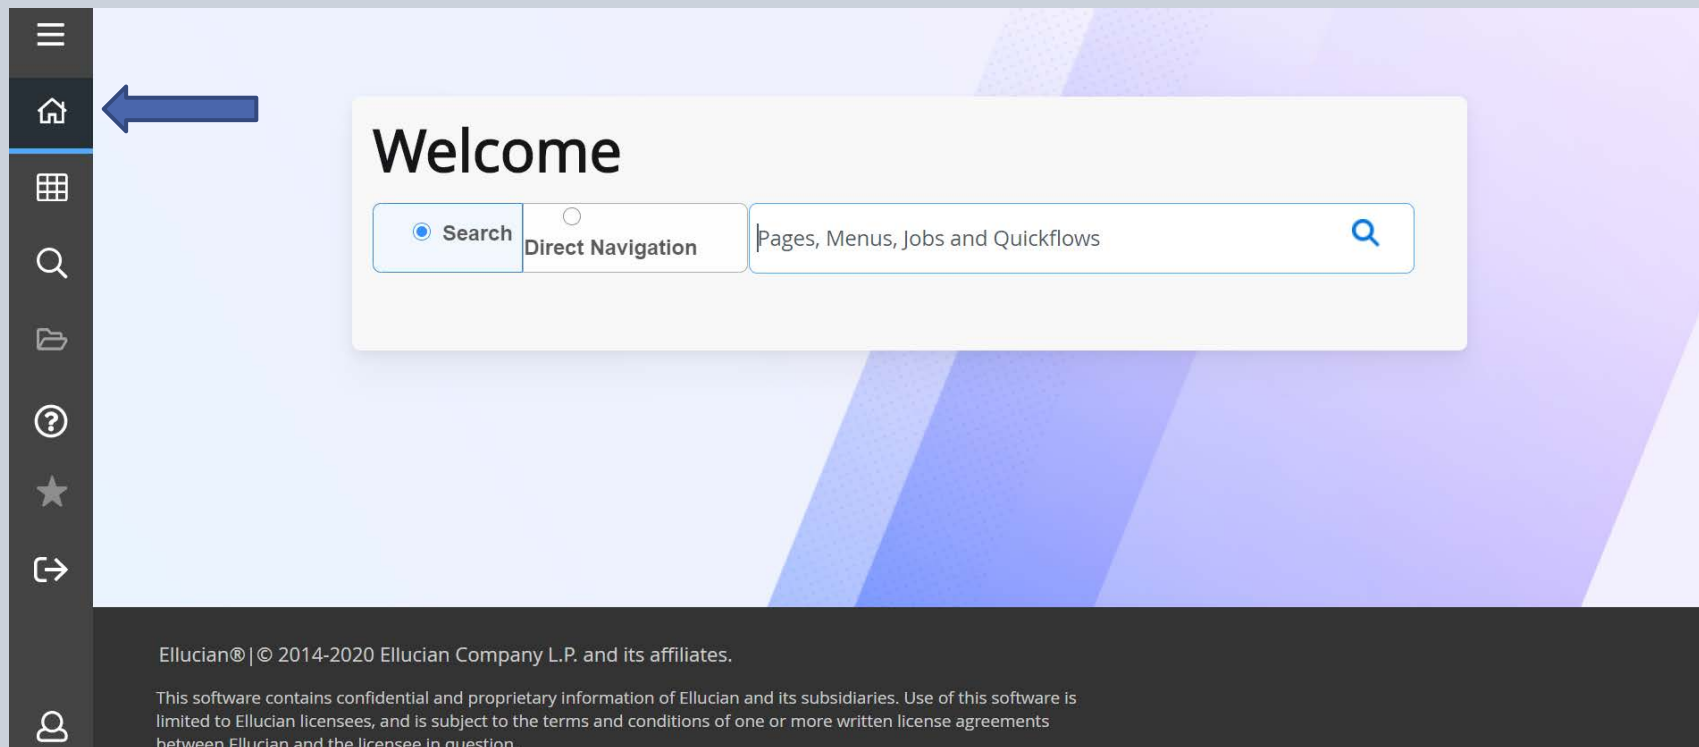 Welcome
Search
Direct Navigation
Pages, Menus, Jobs and Quickflows
Ellucian®|© 2014-2020 Ellucian Company L.P. and its affiliates.
This software contains confidential and proprietary information of Ellucian and its subsidiaries. Use of this software is
limited to Ellucian licensees, and is subject to the terms and conditions of one or more written license agreements
between Ellucian and the licensee in question.